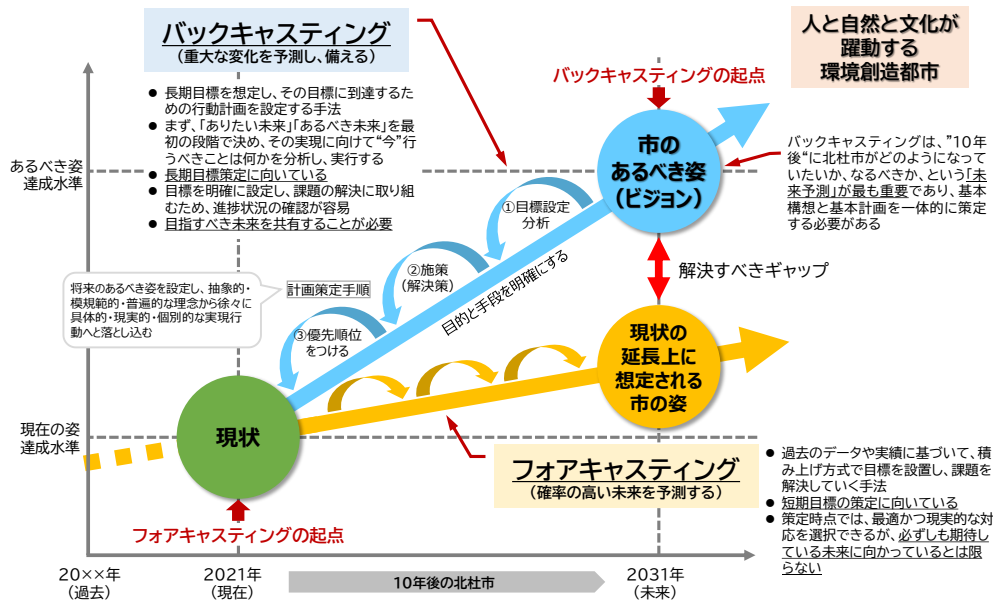 バックキャスティング
（重大な変化を予測し、備える）
人と自然と文化が
躍動する
環境創造都市
バックキャスティングの起点
● 長期目標を想定し、その目標に到達するた
めの行動計画を設定する手法
● まず、「ありたい未来」「あるべき未来」を最
初の段階で決め、その実現に向けて“今”行
うべきことは何かを分析し、実行する
● 長期目標策定に向いている
● 目標を明確に設定し、課題の解決に取り組
むため、進捗状況の確認が容易
● 目指すべき未来を共有することが必要
あるべき姿
達成水準
市の
あるべき姿
（ビジョン）
バックキャスティングは、”10年
後“に北杜市がどのようになって
いたいか、なるべきか、という「未
来予測」が最も重要であり、基本
構想と基本計画を一体的に策定
する必要がある
①目標設定
分析
②施策
（解決策）
③優先順位
をつける
目的と手段を明確にする
解決すべきギャップ
計画策定手順
将来のあるべき姿を設定し、抽象的・
模規範的・普遍的な理念から徐々に
具体的・現実的・個別的な実現行
動へと落とし込む
現状の
延長上に
想定される
市の姿
現状
現在の姿
達成水準
フォアキャスティング
（確率の高い未来を予測する）
● 過去のデータや実績に基づいて、積
み上げ方式で目標を設置し、課題を
解決していく手法
● 短期目標の策定に向いている
● 策定時点では、最適かつ現実的な対
応を選択できるが、必ずしも期待し
ている未来に向かっているとは限
らない
フォアキャスティングの起点
20××年
（過去）
2021年
（現在）
10年後の北杜市
2031年
（未来）